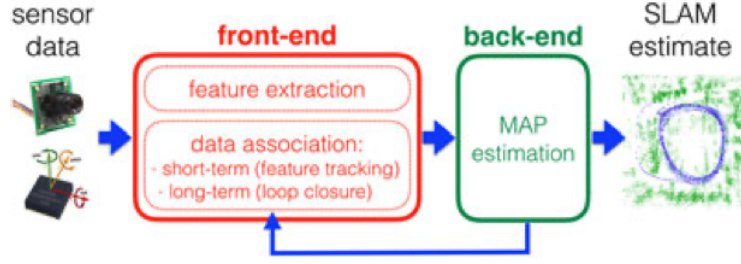 sensor
data
front-end
feature extraction
data association:
- short-term (feature tracking)
- long-term (loop closure)
back-end
MAP
estimation
SLAM
estimate